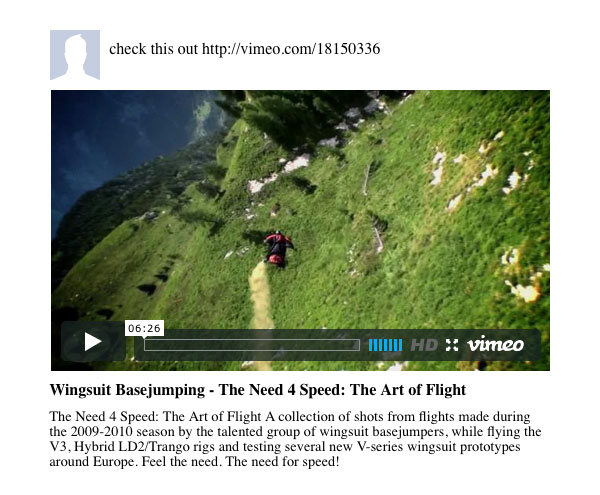 check this out http://vimeo.com/18150336
06:26
HD
vimeo
Wingsuit Basejumping - The Need 4 Speed: The Art of Flight
The Need 4 Speed: The Art of Flight A collection of shots from flights made during
the 2009-2010 season by the talented group of wingsuit basejumpers, while flying the
V3, Hybrid LD2/Trango rigs and testing several new V-series wingsuit prototypes
around Europe. Feel the need. The need for speed!